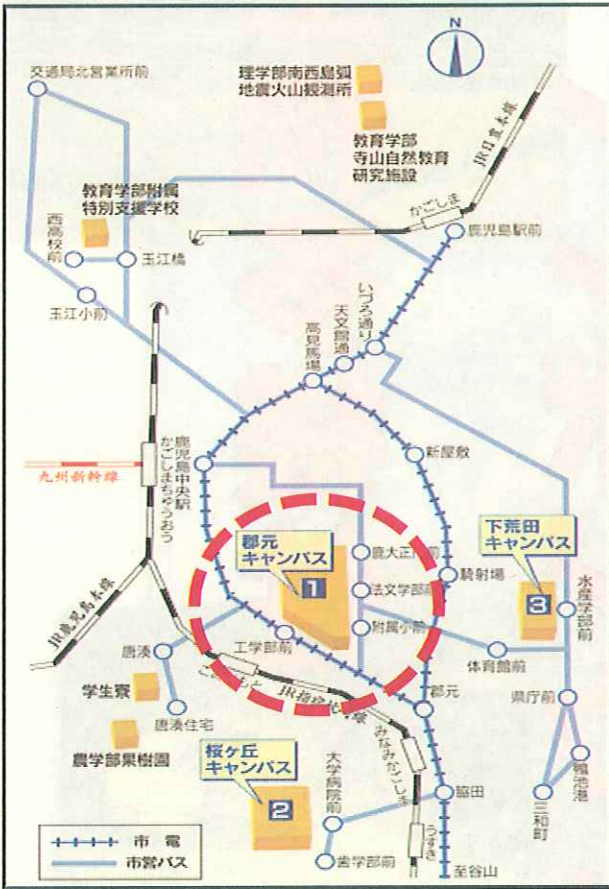 N
交通局北営業所前
理学部南西島弧
地震火山観測所
教育学部
寺山自然教育
研究施設
JR日豊本線
教育学部附属
特別支援学校
かごしま
鹿児島駅前
西高校前
玉江橋
玉江小前
いづろ通り
天文館通
高見馬場
鹿児島中央駅
かごしまちゅうおう
九州新幹線
新屋敷
郡元
キャンパス
1
鹿大正門前
法文学部前
附属小前
騎射場
下荒田
キャンパス
3
水産学部前
JR鹿児島本線
工学部前
体育館前
唐湊
JR指宿枕崎線
郡元
県庁前
学生寮
唐湊住宅
農学部果樹園
桜ヶ丘
キャンパス
2
大学病院前
みなみかごしま
脇田
鴨池港
三和町
うすき
歯学部前
至谷山
市電
市営バス